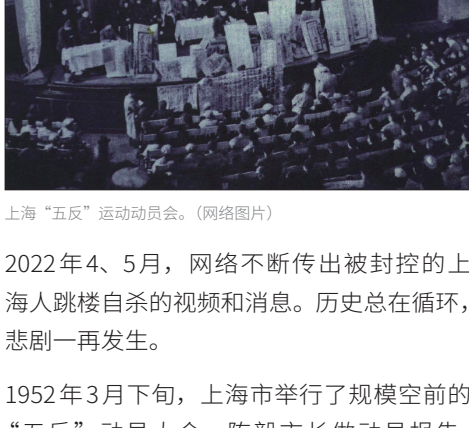 上海“五反”运动动员会。（网络图片）
2022年4、5月，网络不断传出被封控的上
海人跳楼自杀的视频和消息。历史总在循环，
悲剧一再发生。
1952年3月下旬，上海市举行了规模空前的
“五反”动员大会，陈毅市长做动员报告，